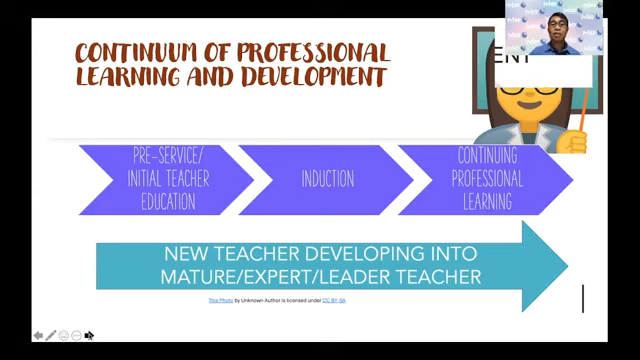 CONTINUUM OF PROFESSIONAL
LEARNING AND DEVELOPMENT
ENT
PRE-SERVICE/
INITIAL TEACHER
EDUCATION
INDUCTION
CONTINUING
PROFESSIONAL
LEARNING
NEW TEACHER DEVELOPING INTO
MATURE/EXPERT/LEADER TEACHER
This Photo by Unknown Author is licensed under CC BY-SA